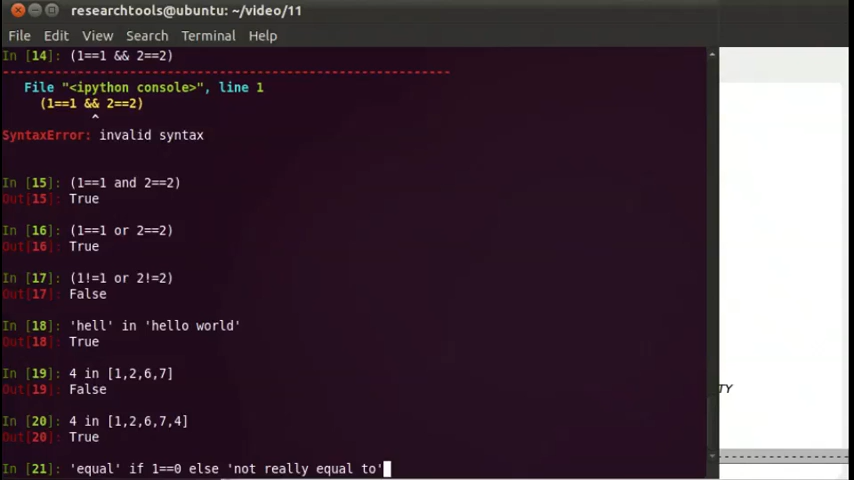 researchtools@ubuntu: ~/video/11
File Edit View Search Terminal Help
In [14]: (1==1 && 2==2)
------------------------------------------------------------
File "<ipython console>", line 1
(1==1 && 2==2)
^
SyntaxError: invalid syntax
In [15]: (1==1 and 2==2)
Out[15]: True
In [16]: (1==1 or 2==2)
Out[16]: True
In [17]: (1!=1 or 2!=2)
Out[17]: False
In [18]: 'hell' in 'hello world'
Out[18]: True
In [19]: 4 in [1,2,6,7]
Out[19]: False
TY
In [20]: 4 in [1,2,6,7,4]
Out[20]: True
In [21]: 'equal' if 1==0 else 'not really equal to'